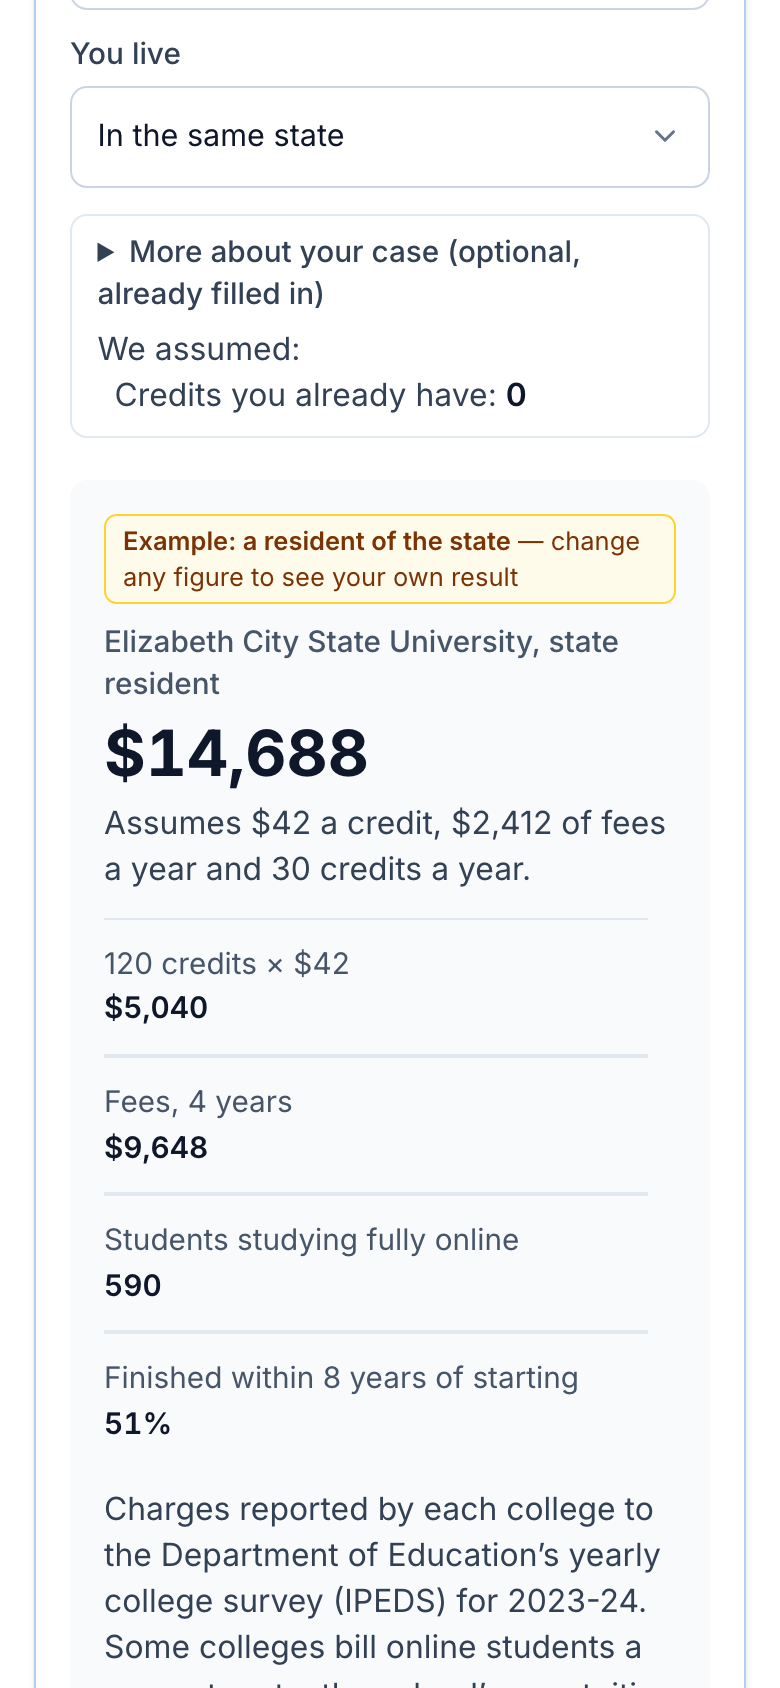 You live
In the same state
▶ More about your case (optional,
already filled in)
We assumed:
Credits you already have: 0
Example: a resident of the state — change
any figure to see your own result
Elizabeth City State University, state
resident
$14,688
Assumes $42 a credit, $2,412 of fees
a year and 30 credits a year.
120 credits × $42
$5,040
Fees, 4 years
$9,648
Students studying fully online
590
Finished within 8 years of starting
51%
Charges reported by each college to
the Department of Education’s yearly
college survey (IPEDS) for 2023-24.
Some colleges bill online students a